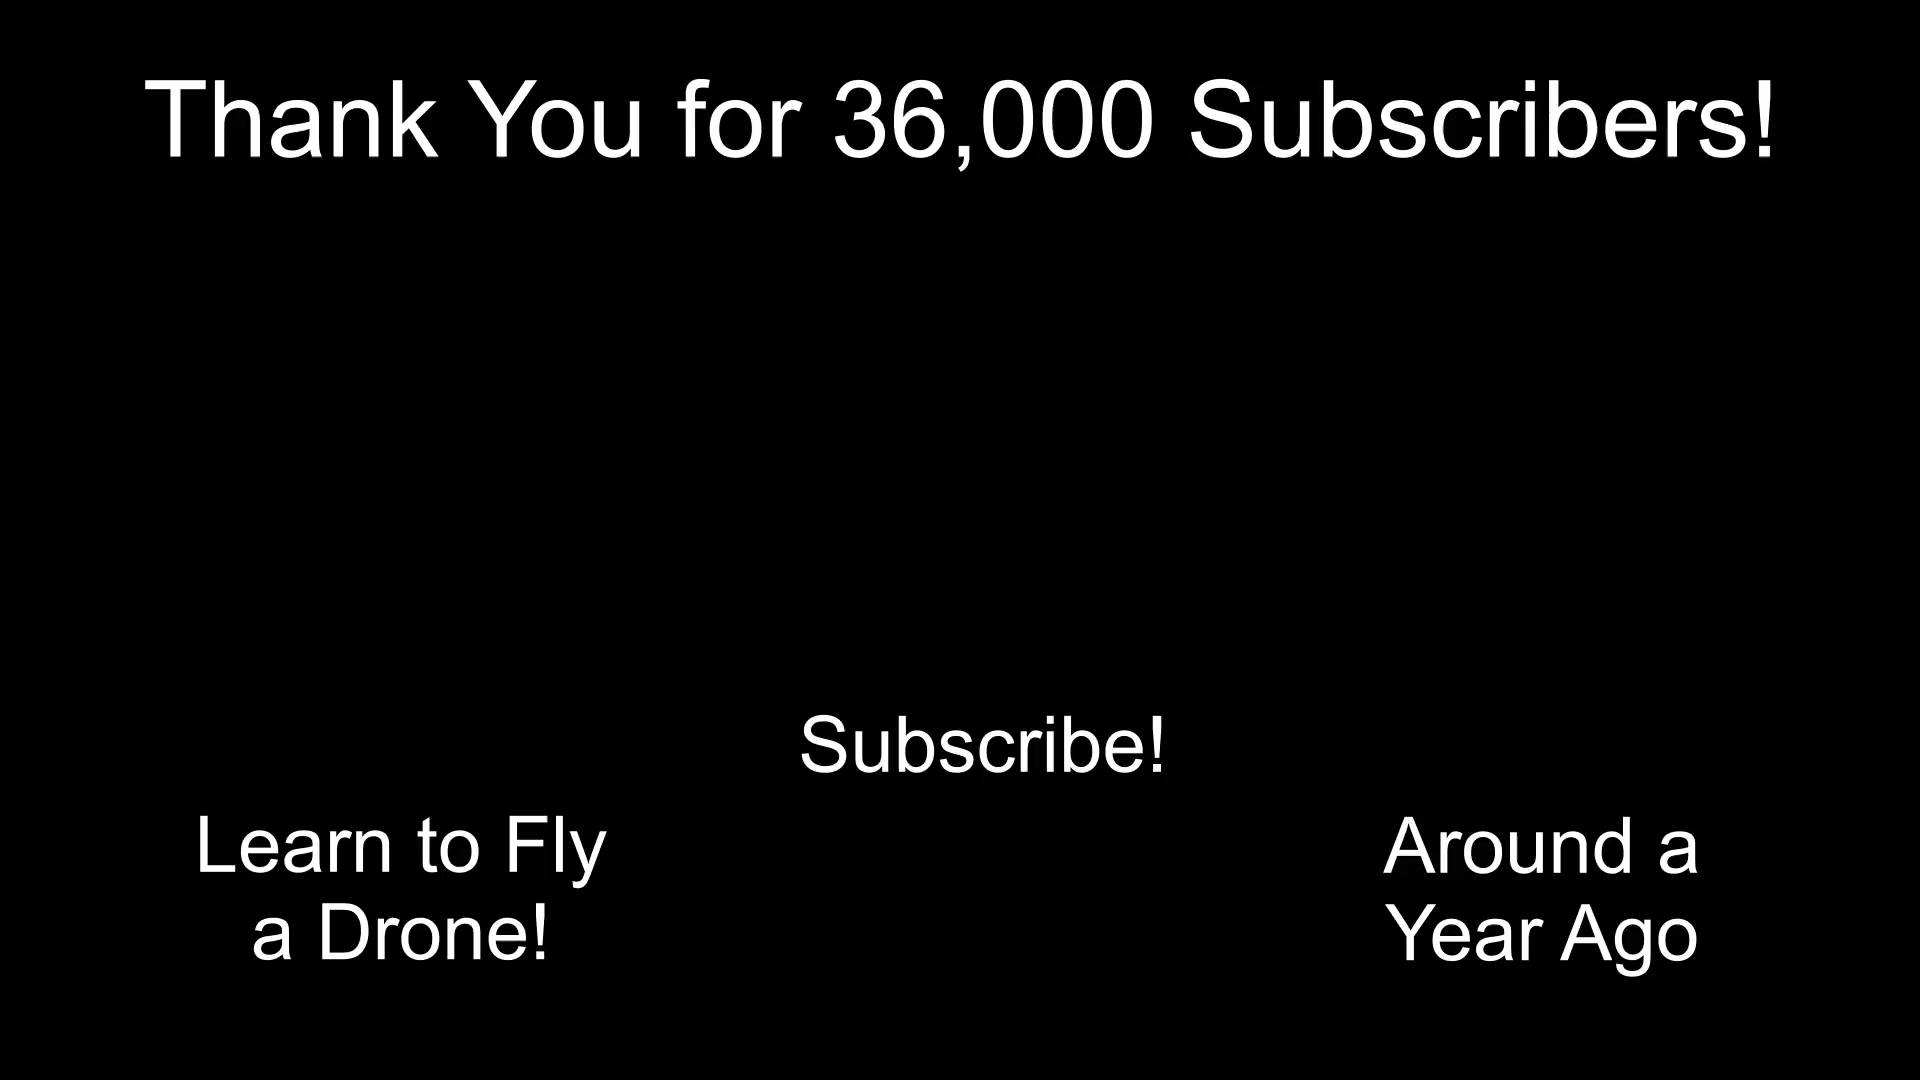 Thank You for 36,000 Subscribers!
Subscribe!
Learn to Fly
a Drone!
Around a
Year Ago